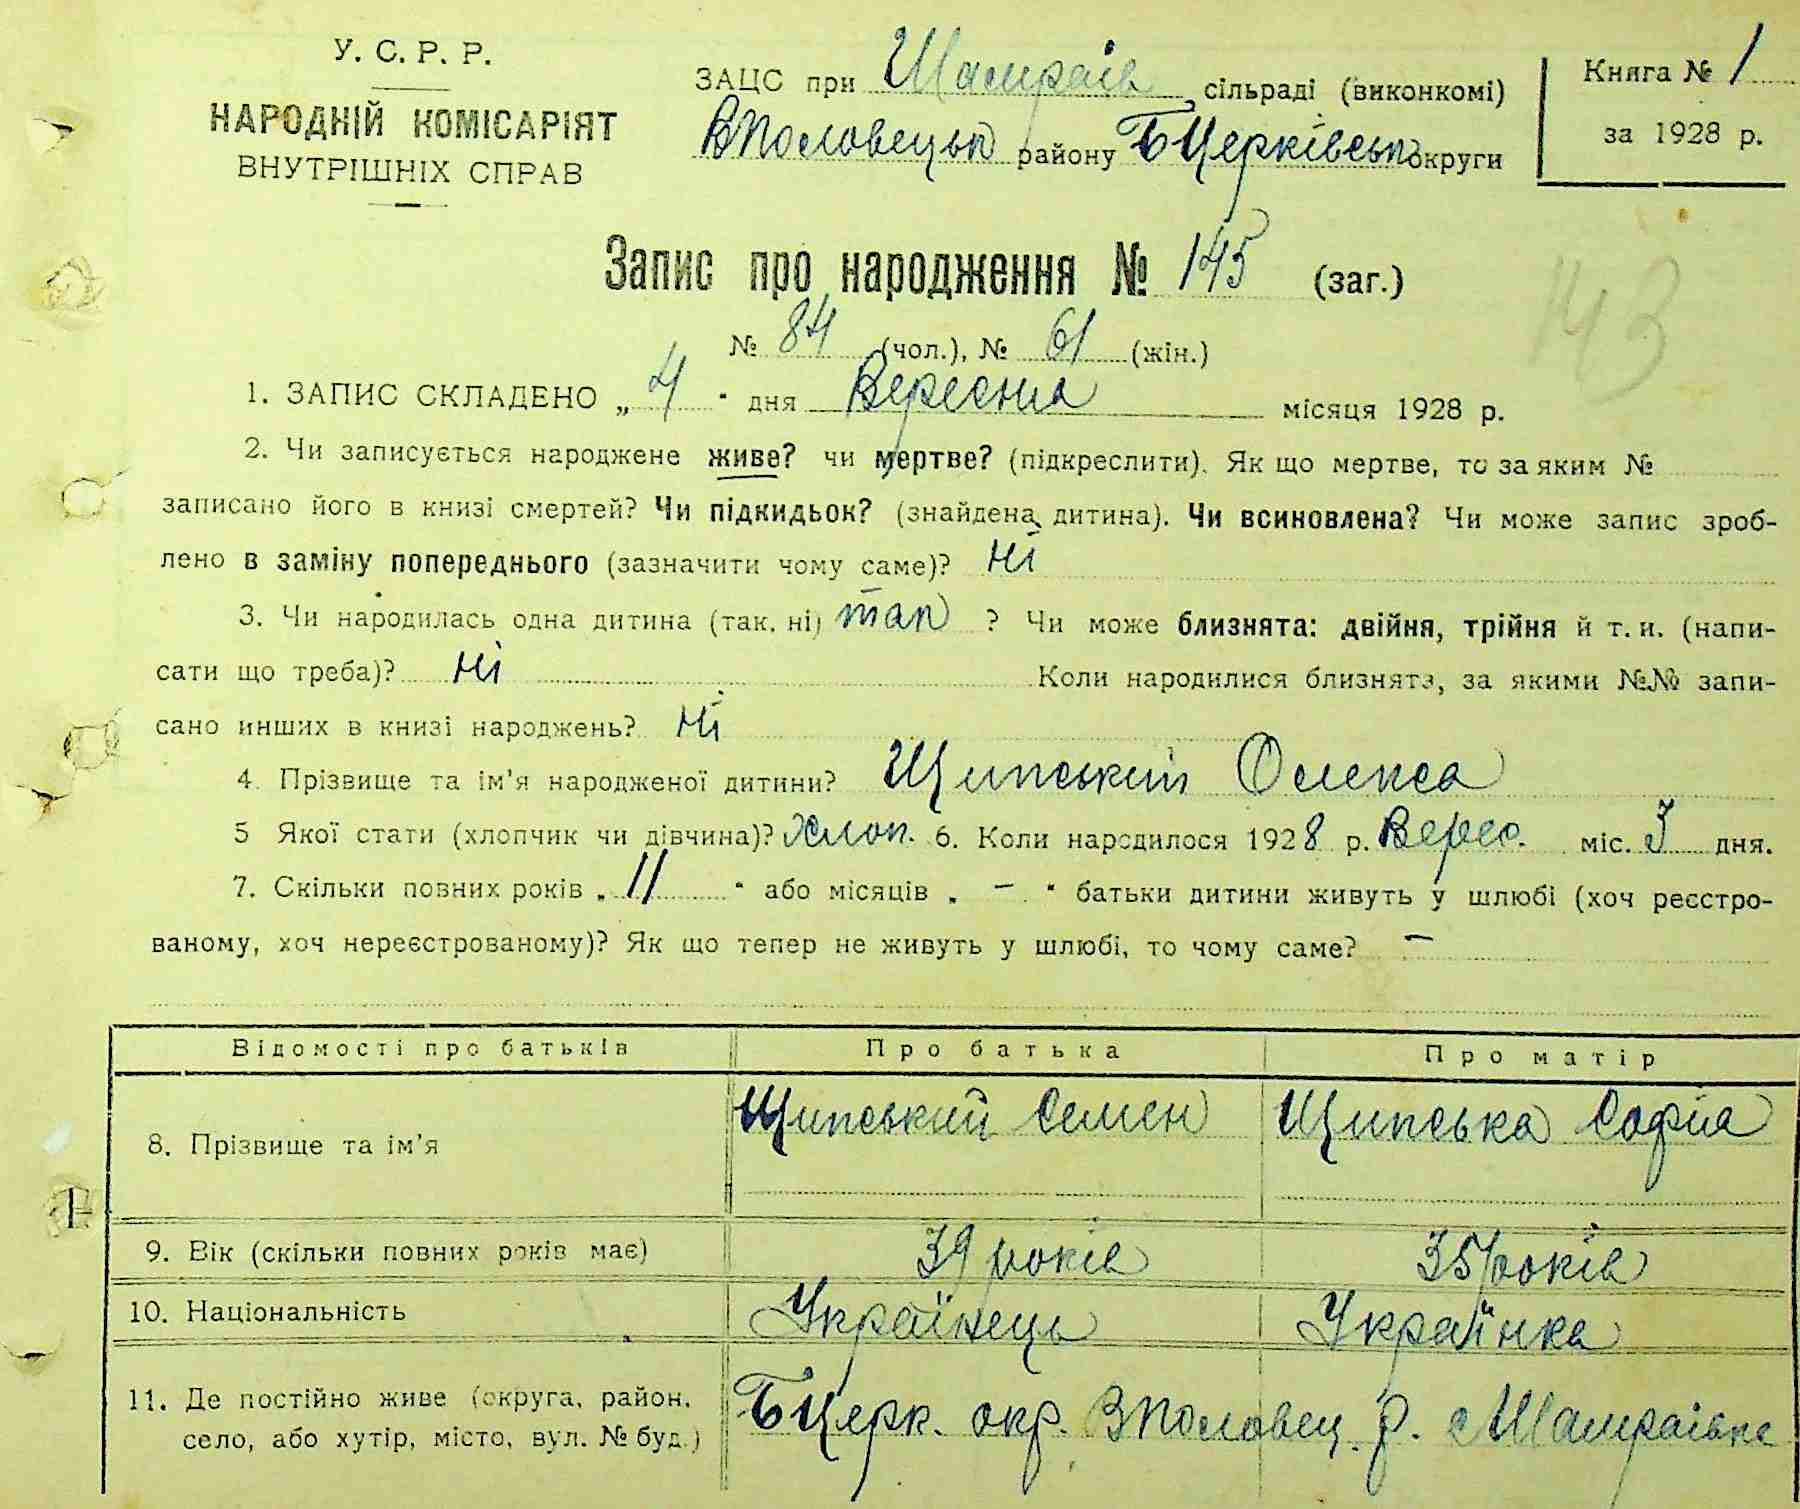 У. С. Р. Р.
НАРОДНІЙ КОМІСАРІЯТ
ВНУТРІШНІХ СПРАВ
ЗАЦС при Шамраїв сільраді (виконкомі)
ВПоловецьк району БЦерківськ округи
Книга № 1
за 1928 р.
Запис про народження № 145 (заг.)
№ 84 (чол.), № 61 (жін.)
143
1. ЗАПИС СКЛАДЕНО „ 4 " дня Вересня місяця 1928 р.
2. Чи записується народжене живе? чи мертве? (підкреслити). Як що мертве, то за яким №
записано його в книзі смертей? Чи підкидьок? (знайдена дитина). Чи всиновлена? Чи може запис зроб-
лено в заміну попереднього (зазначити чому саме)? Ні
3. Чи народилась одна дитина (так, ні) так ? Чи може близнята: двійня, трійня й т. и. (напи-
сати що треба)? Ні Коли народилися близнята, за якими №№ запи-
сано инших в книзі народжень? Ні
4. Прізвище та ім'я народженої дитини? Щипський Олекса
5 Якої стати (хлопчик чи дівчина)? Хлоп. 6. Коли народилося 1928 р. Верес. міс. 3 дня.
7. Скільки повних років „ 11 " або місяців „ — " батьки дитини живуть у шлюбі (хоч реєстро-
ваному, хоч нереєстрованому)? Як що тепер не живуть у шлюбі, то чому саме? —
Відомості про батьків Про батька Про матір
8. Прізвище та ім'я Щипський Семен Щипська Софія
9. Вік (скільки повних років має) 39 років 35 років
10. Національність Українець Українка
11. Де постійно живе (округа, район,
село, або хутір, місто, вул. № буд.) БЦерк. окр. ВПоловец. р. с Шамраївка